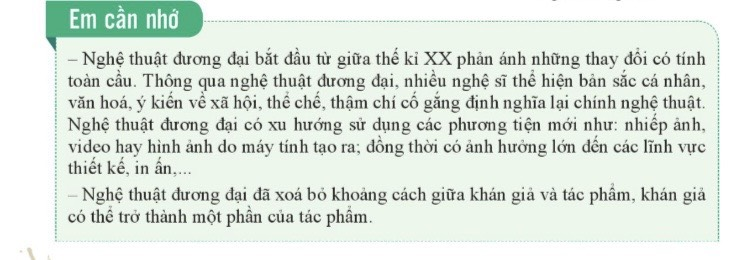 Em cần nhớ
– Nghệ thuật đương đại bắt đầu từ giữa thế kỉ XX phản ánh những thay đổi có tính
toàn cầu. Thông qua nghệ thuật đương đại, nhiều nghệ sĩ thể hiện bản sắc cá nhân,
văn hoá, ý kiến về xã hội, thể chế, thậm chí cố gắng định nghĩa lại chính nghệ thuật.
Nghệ thuật đương đại có xu hướng sử dụng các phương tiện mới như: nhiếp ảnh,
video hay hình ảnh do máy tính tạo ra; đồng thời có ảnh hưởng lớn đến các lĩnh vực
thiết kế, in ấn,...
– Nghệ thuật đương đại đã xoá bỏ khoảng cách giữa khán giả và tác phẩm, khán giả
có thể trở thành một phần của tác phẩm.